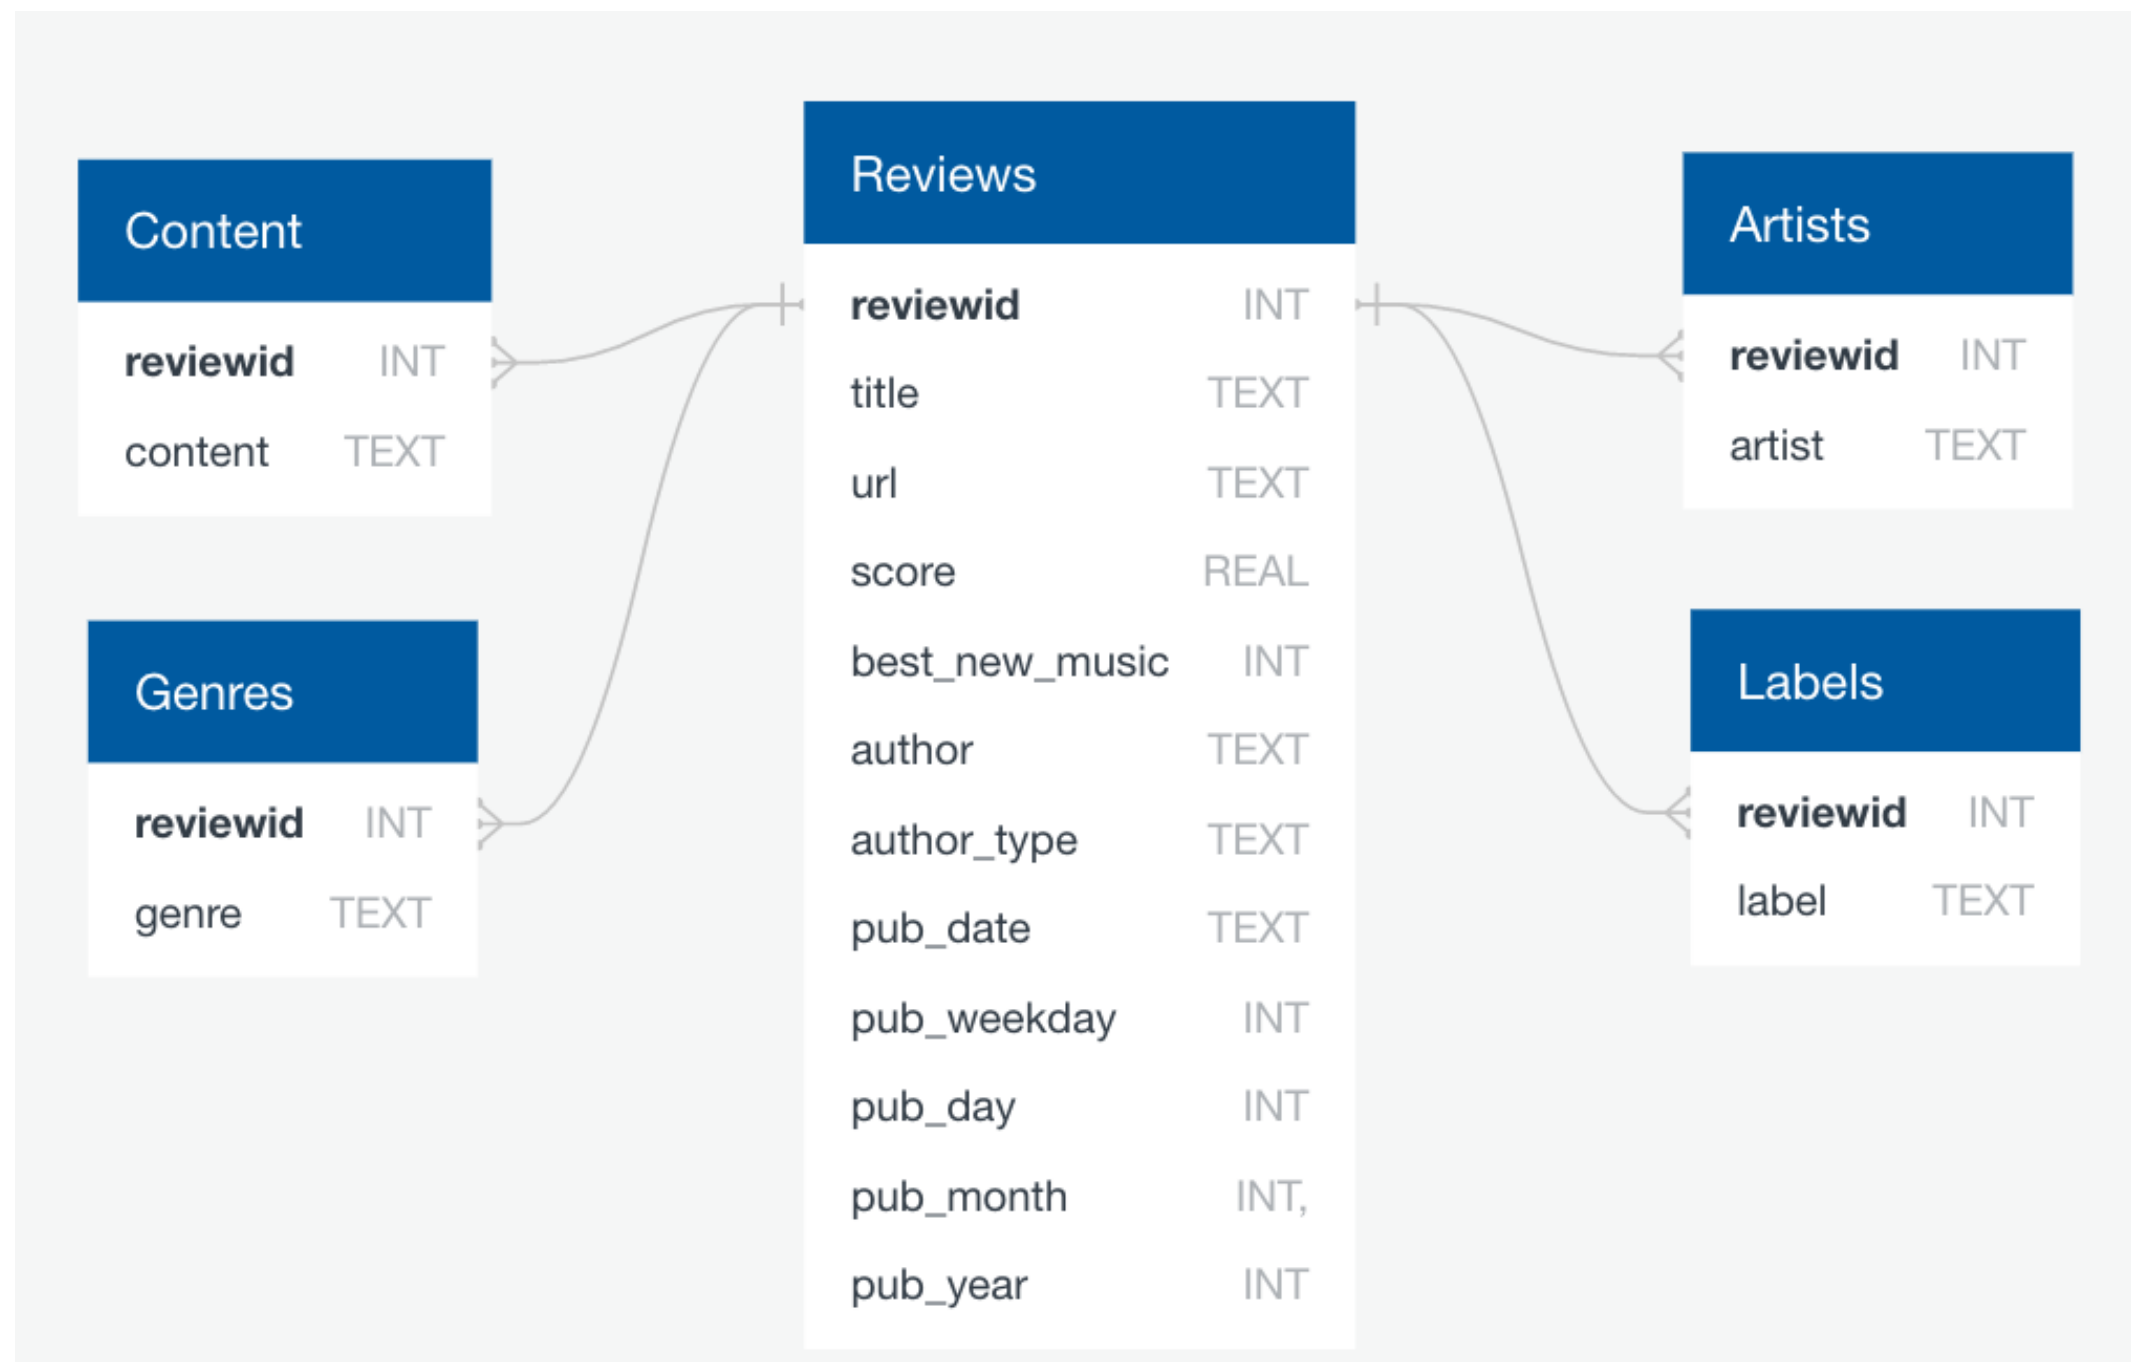 Content
reviewid INT
content TEXT
Genres
reviewid INT
genre TEXT
Reviews
reviewid INT
title TEXT
url TEXT
score REAL
best_new_music INT
author TEXT
author_type TEXT
pub_date TEXT
pub_weekday INT
pub_day INT
pub_month INT,
pub_year INT
Artists
reviewid INT
artist TEXT
Labels
reviewid INT
label TEXT